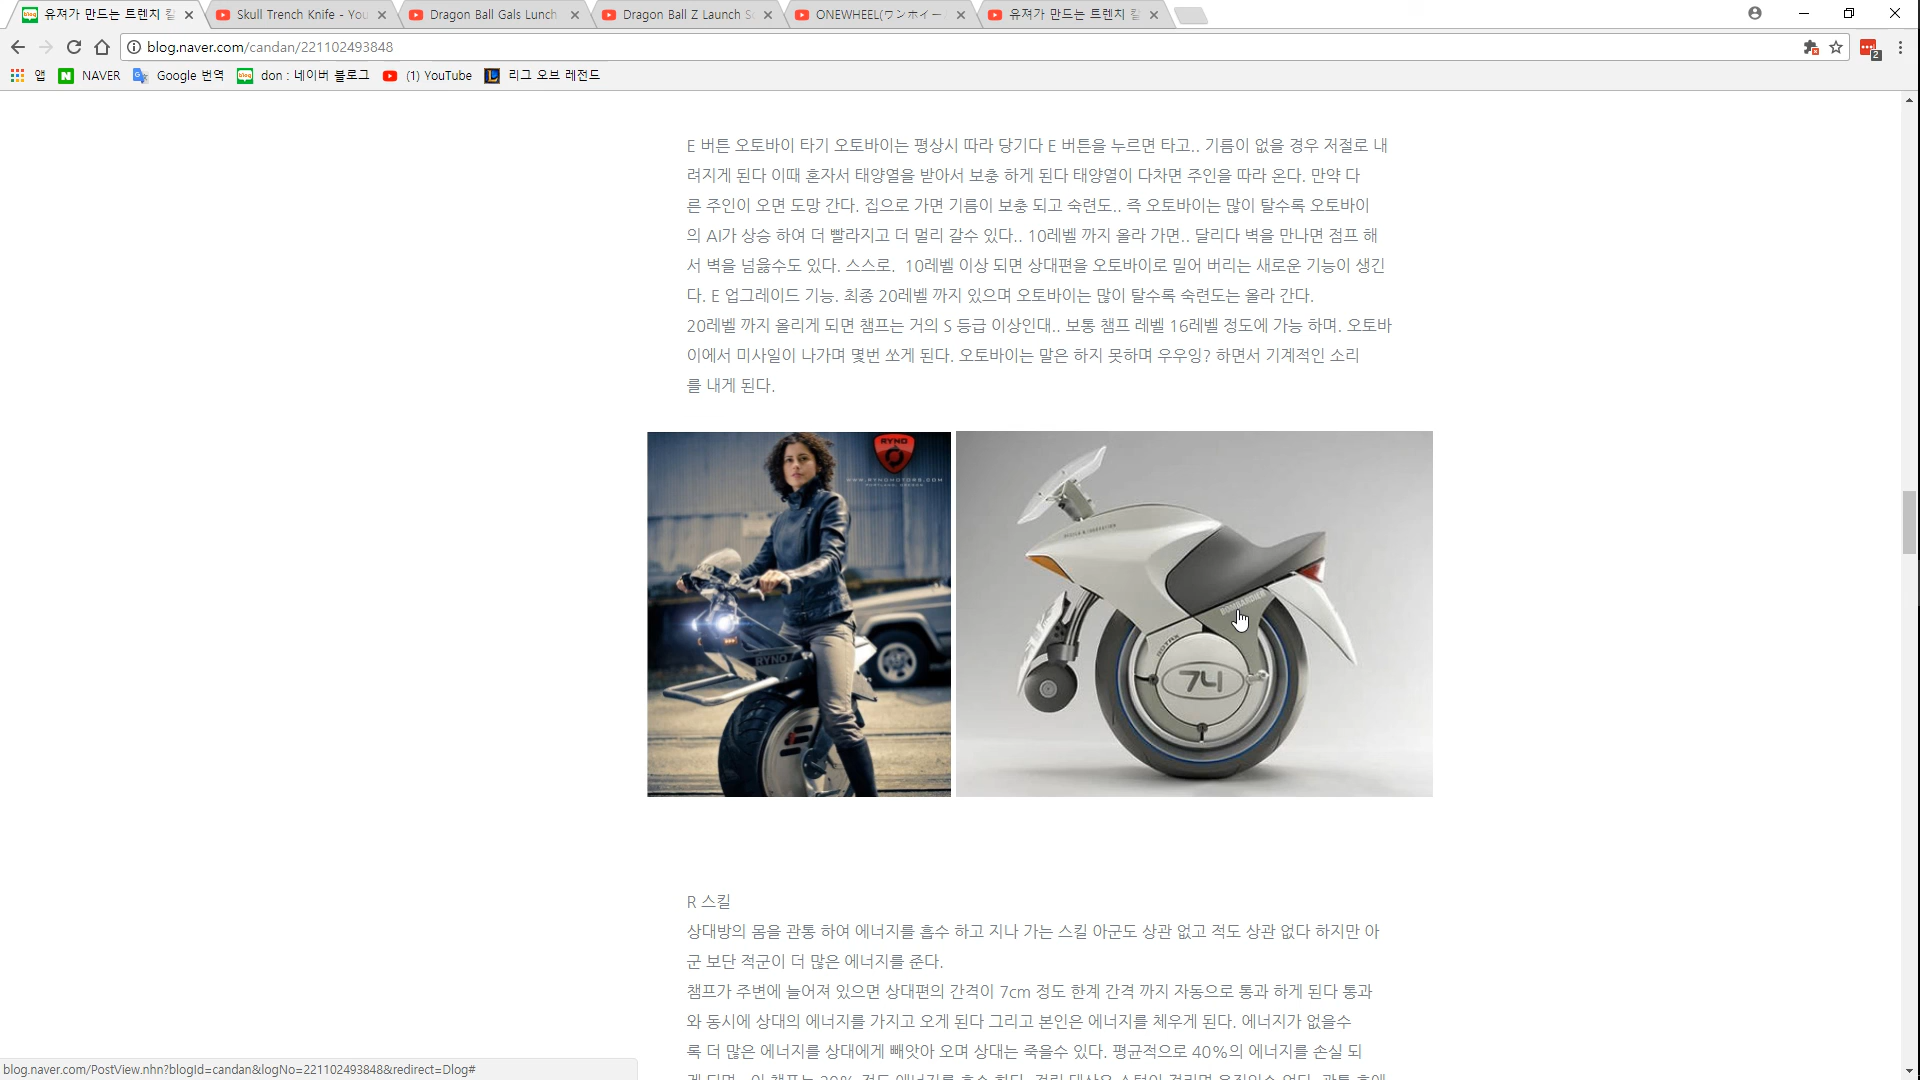 유져가 만드는 트렌치 칼
Skull Trench Knife - You
Dragon Ball Gals Lunch
Dragon Ball Z Launch Sc
ONEWHEEL(ワンホイー
유져가 만드는 트렌치 칼
blog.naver.com/candan/221102493848
2
앱
NAVER
Google 번역
don : 네이버 블로그
(1) YouTube
리그 오브 레전드
E 버튼 오토바이 타기 오토바이는 평상시 따라 당기다 E 버튼을 누르면 타고.. 기름이 없을 경우 저절로 내
려지게 된다 이때 혼자서 태양열을 받아서 보충 하게 된다 태양열이 다차면 주인을 따라 온다. 만약 다
른 주인이 오면 도망 간다. 집으로 가면 기름이 보충 되고 숙련도.. 즉 오토바이는 많이 탈수록 오토바이
의 AI가 상승 하여 더 빨라지고 더 멀리 갈수 있다.. 10레벨 까지 올라 가면.. 달리다 벽을 만나면 점프 해
서 벽을 넘을수도 있다. 스스로. 10레벨 이상 되면 상대편을 오토바이로 밀어 버리는 새로운 기능이 생긴
다. E 업그레이드 기능. 최종 20레벨 까지 있으며 오토바이는 많이 탈수록 숙련도는 올라 간다.
20레벨 까지 올리게 되면 챔프는 거의 S 등급 이상인대.. 보통 챔프 레벨 16레벨 정도에 가능 하며. 오토바
이에서 미사일이 나가며 몇번 쏘게 된다. 오토바이는 말은 하지 못하며 우우잉? 하면서 기계적인 소리
를 내게 된다.
RYNO
WWW.RYNOMOTORS.COM
PORTLAND, OREGON
RYNO
BOMBARDIER
ROTAX
74
R 스킬
상대방의 몸을 관통 하여 에너지를 흡수 하고 지나 가는 스킬 아군도 상관 없고 적도 상관 없다 하지만 아
군 보단 적군이 더 많은 에너지를 준다.
챔프가 주변에 늘어져 있으면 상대편의 간격이 7cm 정도 한계 간격 까지 자동으로 통과 하게 된다 통과
와 동시에 상대의 에너지를 가지고 오게 된다 그리고 본인은 에너지를 체우게 된다. 에너지가 없을수
록 더 많은 에너지를 상대에게 빼앗아 오며 상대는 죽을수 있다. 평균적으로 40%의 에너지를 손실 되
blog.naver.com/PostView.nhn?blogId=candan&logNo=221102493848&redirect=Dlog#